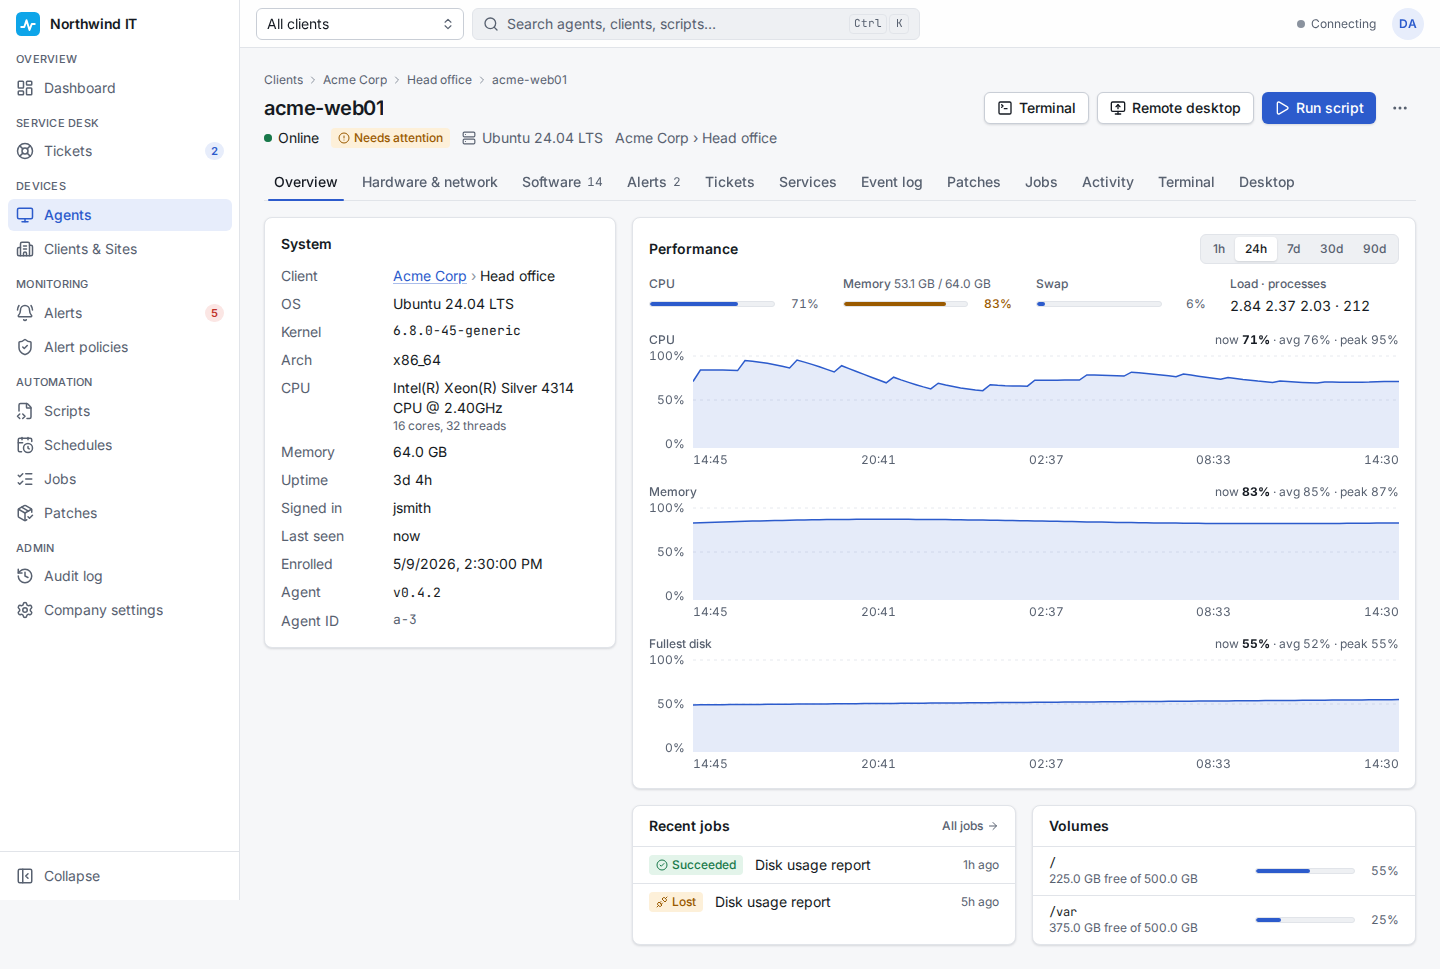 Northwind IT
OVERVIEW
Dashboard
SERVICE DESK
Tickets 2
DEVICES
Agents
Clients & Sites
MONITORING
Alerts 5
Alert policies
AUTOMATION
Scripts
Schedules
Jobs
Patches
ADMIN
Audit log
Company settings
Collapse
All clients
Search agents, clients, scripts... Ctrl K
Connecting DA
Clients › Acme Corp › Head office › acme-web01
acme-web01
Terminal
Remote desktop
Run script
Online Needs attention Ubuntu 24.04 LTS Acme Corp › Head office
Overview Hardware & network Software 14 Alerts 2 Tickets Services Event log Patches Jobs Activity Terminal Desktop
System
Client Acme Corp › Head office
OS Ubuntu 24.04 LTS
Kernel 6.8.0-45-generic
Arch x86_64
CPU Intel(R) Xeon(R) Silver 4314
CPU @ 2.40GHz
16 cores, 32 threads
Memory 64.0 GB
Uptime 3d 4h
Signed in jsmith
Last seen now
Enrolled 5/9/2026, 2:30:00 PM
Agent v0.4.2
Agent ID a-3
Performance
1h 24h 7d 30d 90d
CPU
71%
Memory 53.1 GB / 64.0 GB
83%
Swap
6%
Load · processes
2.84 2.37 2.03 · 212
CPU now 71% · avg 76% · peak 95%
100%
50%
0%
14:45 20:41 02:37 08:33 14:30
Memory now 83% · avg 85% · peak 87%
100%
50%
0%
14:45 20:41 02:37 08:33 14:30
Fullest disk now 55% · avg 52% · peak 55%
100%
50%
0%
14:45 20:41 02:37 08:33 14:30
Recent jobs All jobs →
Succeeded Disk usage report 1h ago
Lost Disk usage report 5h ago
Volumes
/
225.0 GB free of 500.0 GB
55%
/var
375.0 GB free of 500.0 GB
25%